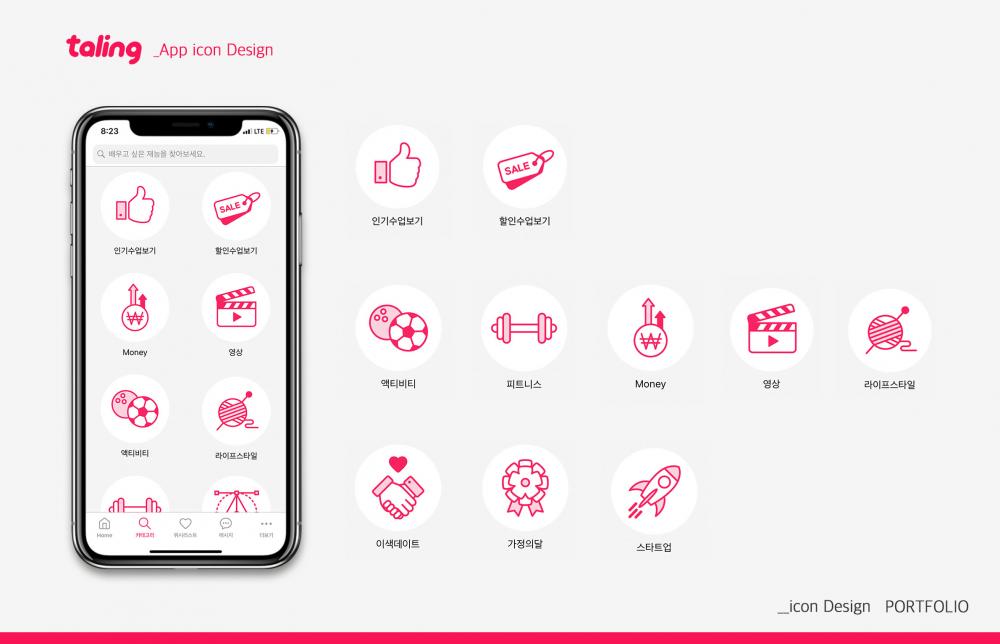 taling _App icon Design
8:23 LTE
배우고 싶은 재능을 찾아보세요.
SALE
인기수업보기 할인수업보기
Money 영상
액티비티 라이프스타일
Home 카테고리 위시리스트 메시지 더보기
SALE
인기수업보기 할인수업보기
액티비티 피트니스 Money 영상 라이프스타일
이색데이트 가정의달 스타트업
__icon Design PORTFOLIO